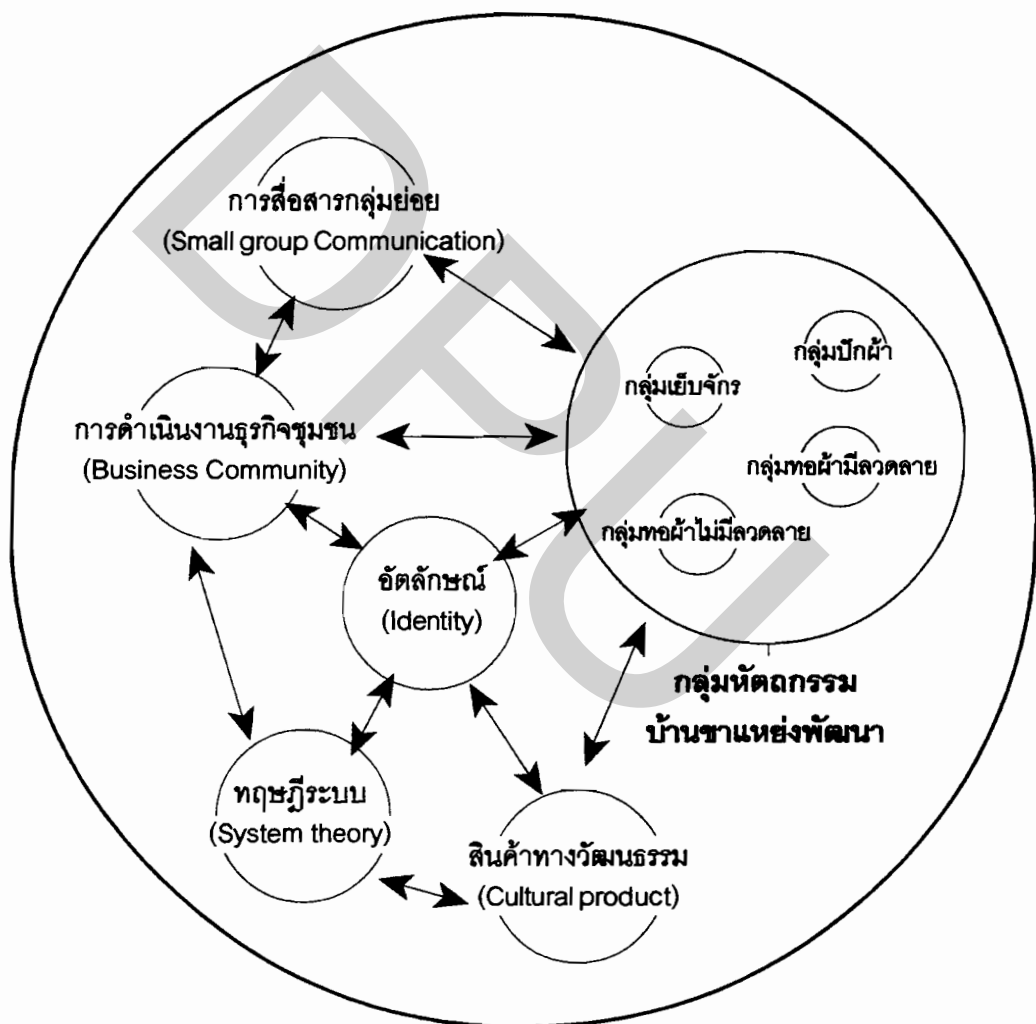 การสื่อสารกลุ่มย่อย
(Small group Communication)
กลุ่มปักผ้า
กลุ่มเย็บจักร
การดำเนินงานธุรกิจชุมชน
(Business Community)
กลุ่มทอผ้ามีลวดลาย
กลุ่มทอผ้าไม่มีลวดลาย
อัตลักษณ์
(Identity)
กลุ่มหัตถกรรม
บ้านขาแหย่งพัฒนา
ทฤษฎีระบบ
(System theory)
สินค้าทางวัฒนธรรม
(Cultural product)
DPU